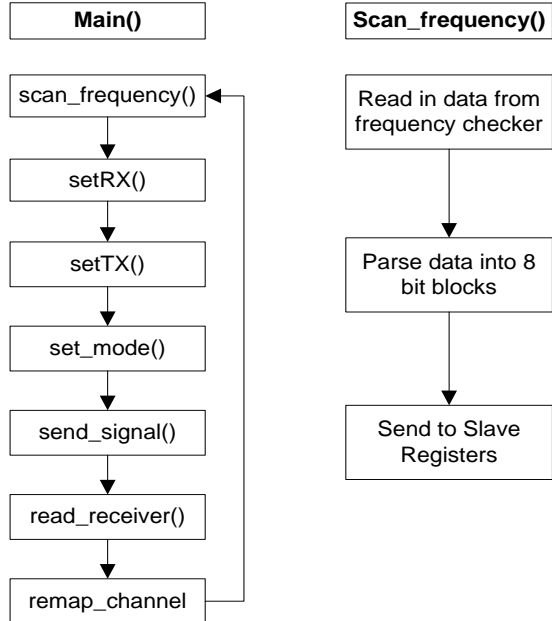 Main()
scan_frequency()
setRX()
setTX()
set_mode()
send_signal()
read_receiver()
remap_channel
Scan_frequency()
Read in data from
frequency checker
Parse data into 8
bit blocks
Send to Slave
Registers